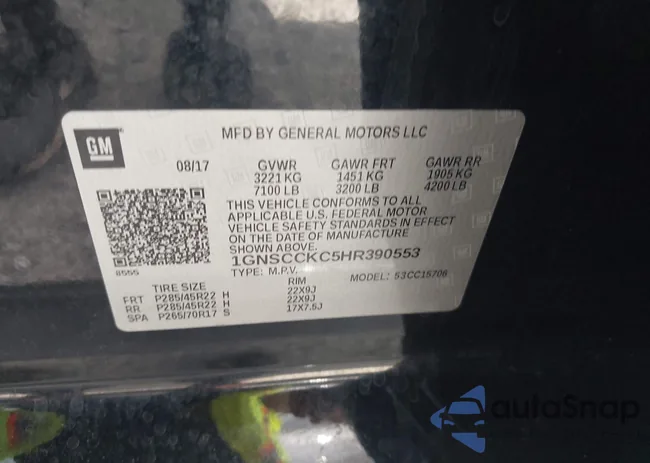 GM
MFD BY GENERAL MOTORS LLC
08/17 GVWR GAWR FRT GAWR RR
3221 KG 1451 KG 1905 KG
7100 LB 3200 LB 4200 LB
THIS VEHICLE CONFORMS TO ALL
APPLICABLE U.S. FEDERAL MOTOR
VEHICLE SAFETY STANDARDS IN EFFECT
ON THE DATE OF MANUFACTURE
SHOWN ABOVE.
8555 1GNSCCKC5HR390553
TYPE: M.P.V. MODEL: 53CC15706
TIRE SIZE RIM
FRT P285/45R22 H 22X9J
RR P285/45R22 H 22X9J
SPA P265/70R17 S 17X7.5J
autoSnap